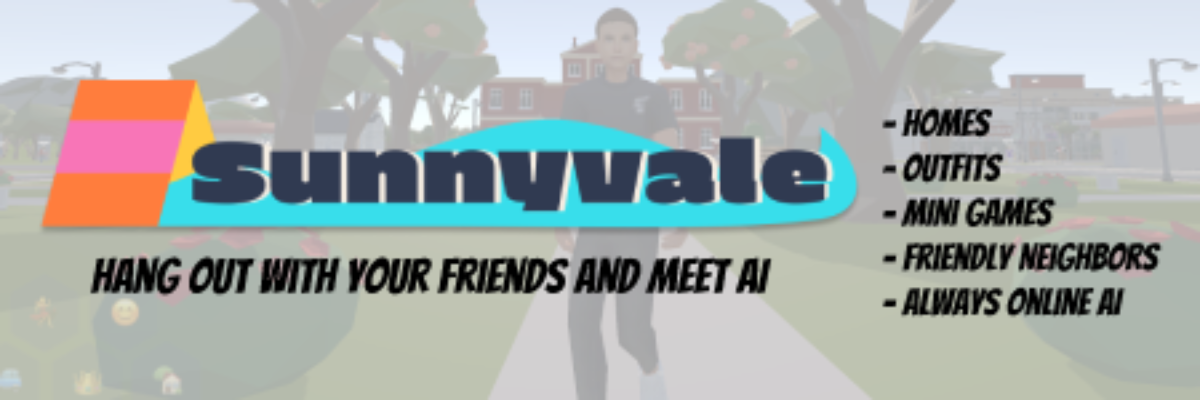 Sunnyvale
HANG OUT WITH YOUR FRIENDS AND MEET AI
- HOMES
- OUTFITS
- MINI GAMES
- FRIENDLY NEIGHBORS
- ALWAYS ONLINE AI